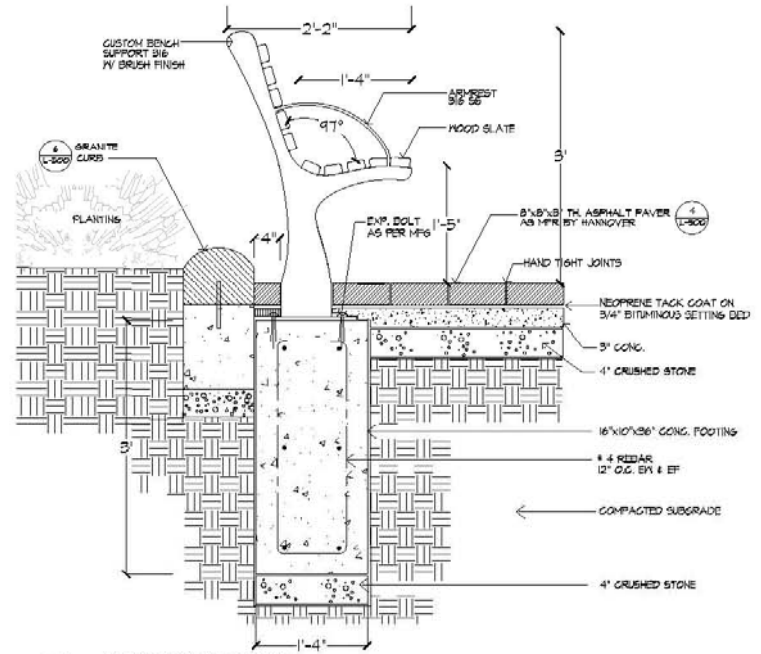 2'-2"
CUSTOM BENCH
SUPPORT 316
W/ BRUSH FINISH
1'-4"
ARMREST
316 SS
97°
WOOD SLATE
3'
6
L-500
GRANITE
CURB
PLANTING
EXP. BOLT
AS PER MFG
1'-5"
8"x8"x3" TH. ASPHALT PAVER
AS MFR BY HANNOVER
4
L-500
4"
HAND TIGHT JOINTS
NEOPRENE TACK COAT ON
3/4" BITUMINOUS SETTING BED
3" CONC.
4" CRUSHED STONE
3'
16"x10"x36" CONC. FOOTING
# 4 REBAR
12" O.C. EW & EF
COMPACTED SUBGRADE
4" CRUSHED STONE
1'-4"